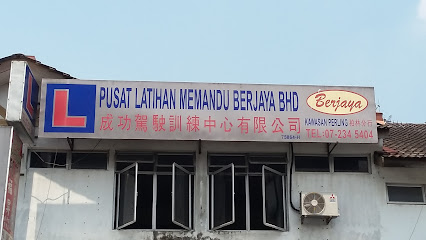 L
PUSAT LATIHAN MEMANDU BERJAYA BHD
成功駕駛訓練中心有限公司
Berjaya
KAWASAN PERLING
TEL: 07-234 5404